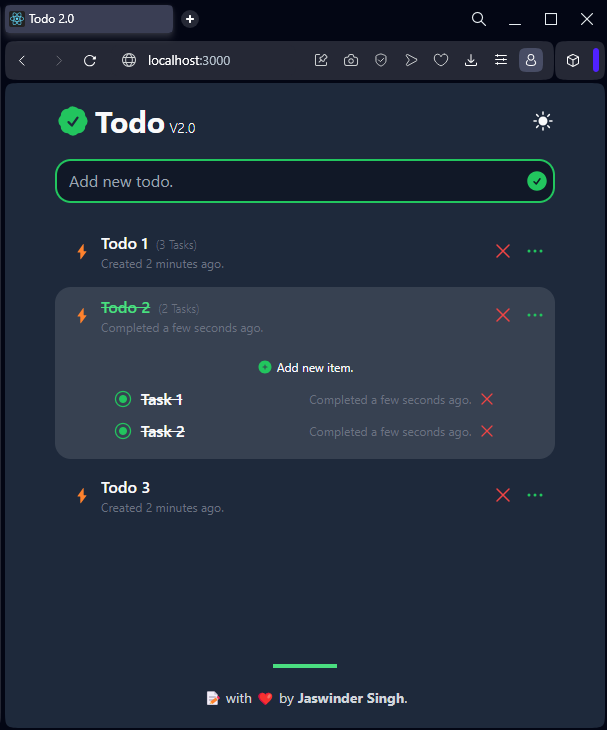 Todo 2.0
localhost:3000
Todo V2.0
Add new todo.
Todo 1 (3 Tasks)
Created 2 minutes ago.
Todo 2 (2 Tasks)
Completed a few seconds ago.
Add new item.
Task 1 Completed a few seconds ago.
Task 2 Completed a few seconds ago.
Todo 3
Created 2 minutes ago.
📝 with ❤️ by Jaswinder Singh.